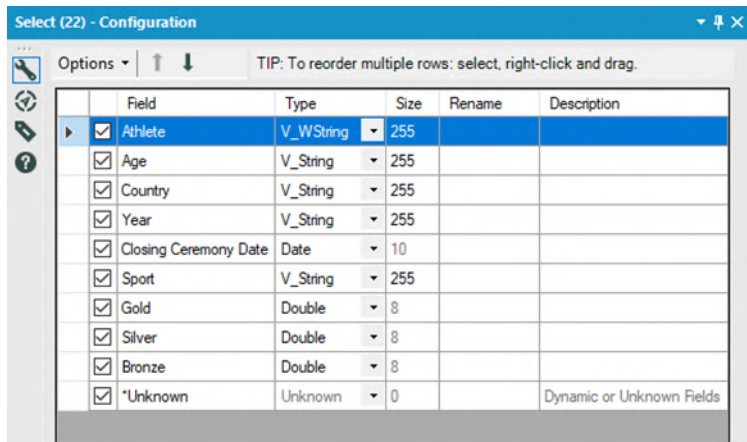 Select (22) - Configuration
Options TIP: To reorder multiple rows: select, right-click and drag.
Field Type Size Rename Description
Athlete V_WString 255
Age V_String 255
Country V_String 255
Year V_String 255
Closing Ceremony Date Date 10
Sport V_String 255
Gold Double 8
Silver Double 8
Bronze Double 8
*Unknown Unknown 0 Dynamic or Unknown Fields